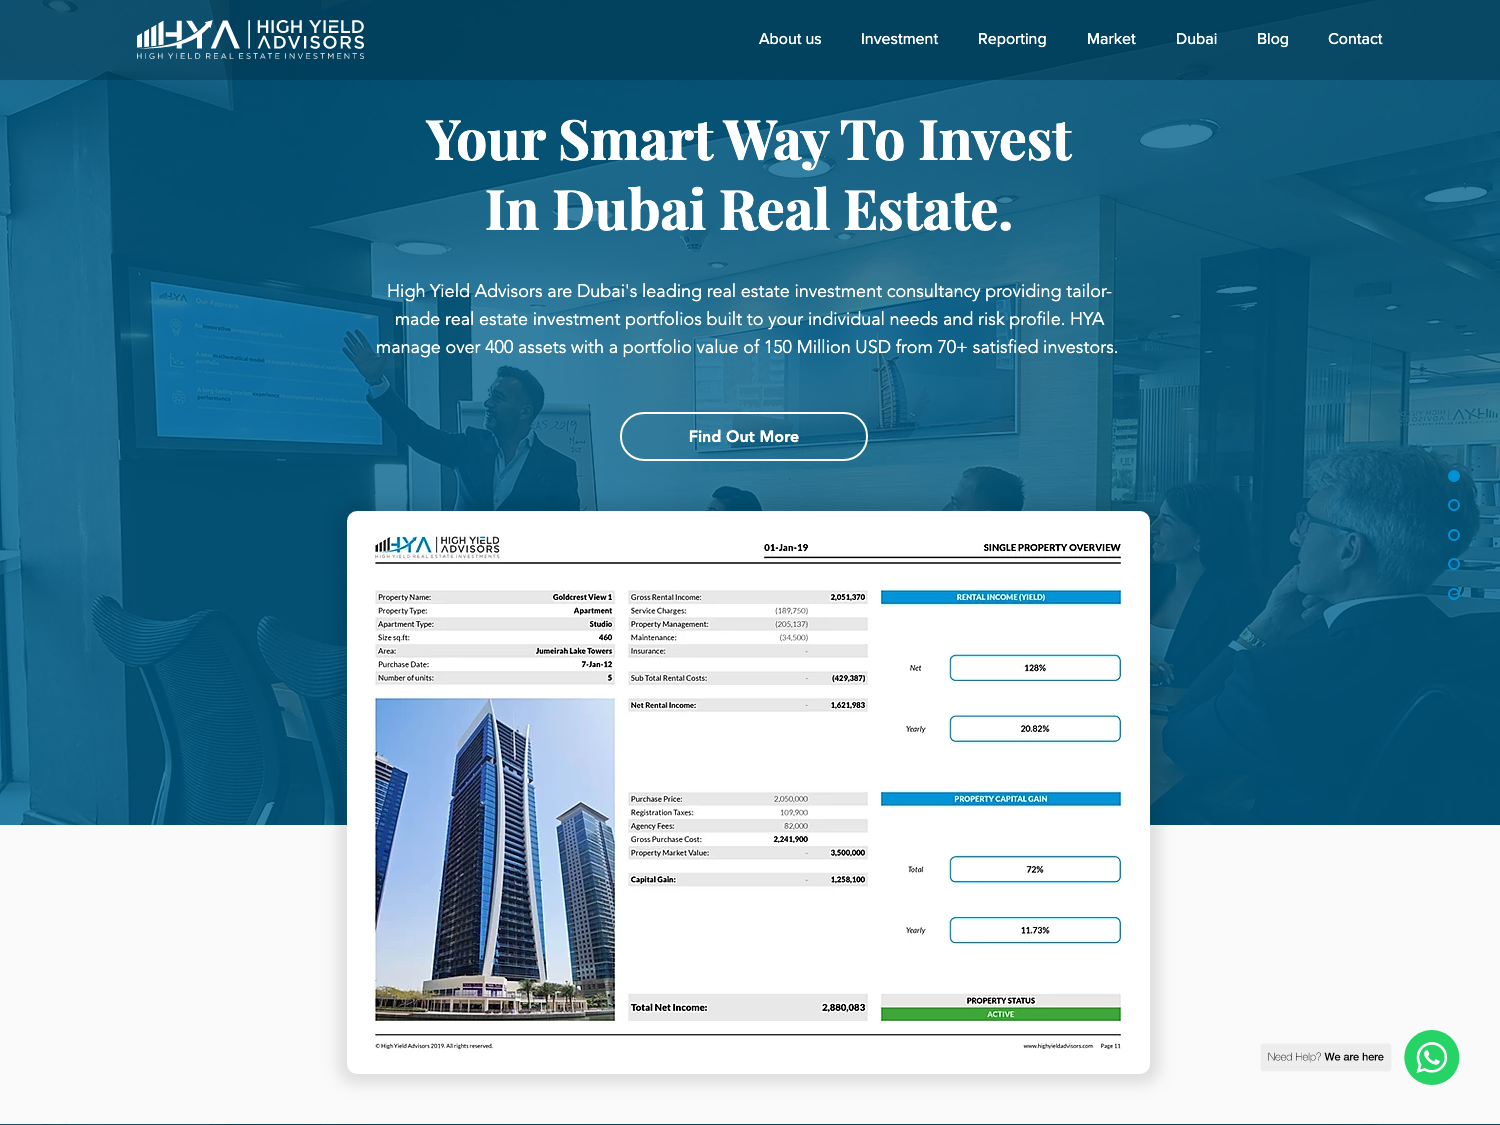 HYA HIGH YIELD
ADVISORS
HIGH YIELD REAL ESTATE INVESTMENTS
About us Investment Reporting Market Dubai Blog Contact
Your Smart Way To Invest
In Dubai Real Estate.
High Yield Advisors are Dubai's leading real estate investment consultancy providing tailor-
made real estate investment portfolios built to your individual needs and risk profile. HYA
manage over 400 assets with a portfolio value of 150 Million USD from 70+ satisfied investors.
Find Out More
HYA HIGH YIELD
ADVISORS
HIGH YIELD REAL ESTATE INVESTMENTS
01-Jan-19 SINGLE PROPERTY OVERVIEW
Property Name: Goldcrest View 1
Property Type: Apartment
Apartment Type: Studio
Size sq.ft: 460
Area: Jumeirah Lake Towers
Purchase Date: 7-Jan-12
Number of units: 5
Gross Rental Income: 2,051,370
Service Charges: (189,750)
Property Management: (205,137)
Maintenance: (34,500)
Insurance: -
Sub Total Rental Costs: - (429,387)
Net Rental Income: - 1,621,983
RENTAL INCOME (YIELD)
Net 128%
Yearly 20.82%
Purchase Price: 2,050,000
Registration Taxes: 109,900
Agency Fees: 82,000
Gross Purchase Cost: 2,241,900
Property Market Value: - 3,500,000
Capital Gain: - 1,258,100
PROPERTY CAPITAL GAIN
Total 72%
Yearly 11.73%
Total Net Income: 2,880,083
PROPERTY STATUS
ACTIVE
© High Yield Advisors 2019. All rights reserved.
www.highyieldadvisors.com Page 11
Need Help? We are here